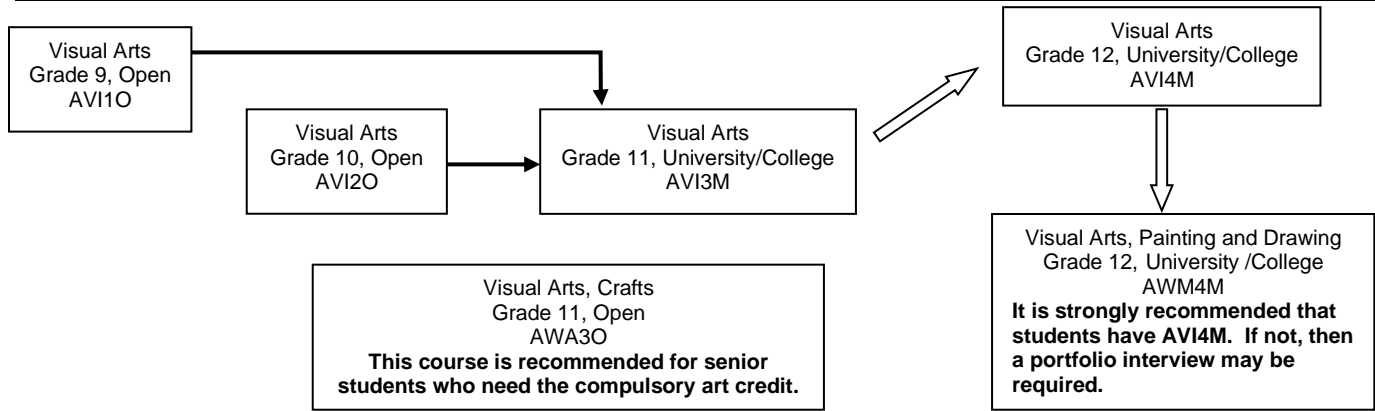 Visual Arts
Grade 9, Open
AVI1O
Visual Arts
Grade 10, Open
AVI2O
Visual Arts
Grade 11, University/College
AVI3M
Visual Arts
Grade 12, University/College
AVI4M
Visual Arts, Crafts
Grade 11, Open
AWA3O
This course is recommended for senior
students who need the compulsory art credit.
Visual Arts, Painting and Drawing
Grade 12, University /College
AWM4M
It is strongly recommended that
students have AVI4M.  If not, then
a portfolio interview may be
required.